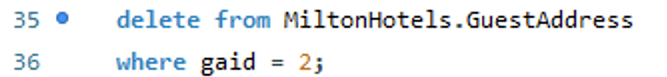 35 delete from MiltonHotels.GuestAddress
36 where gaid = 2;